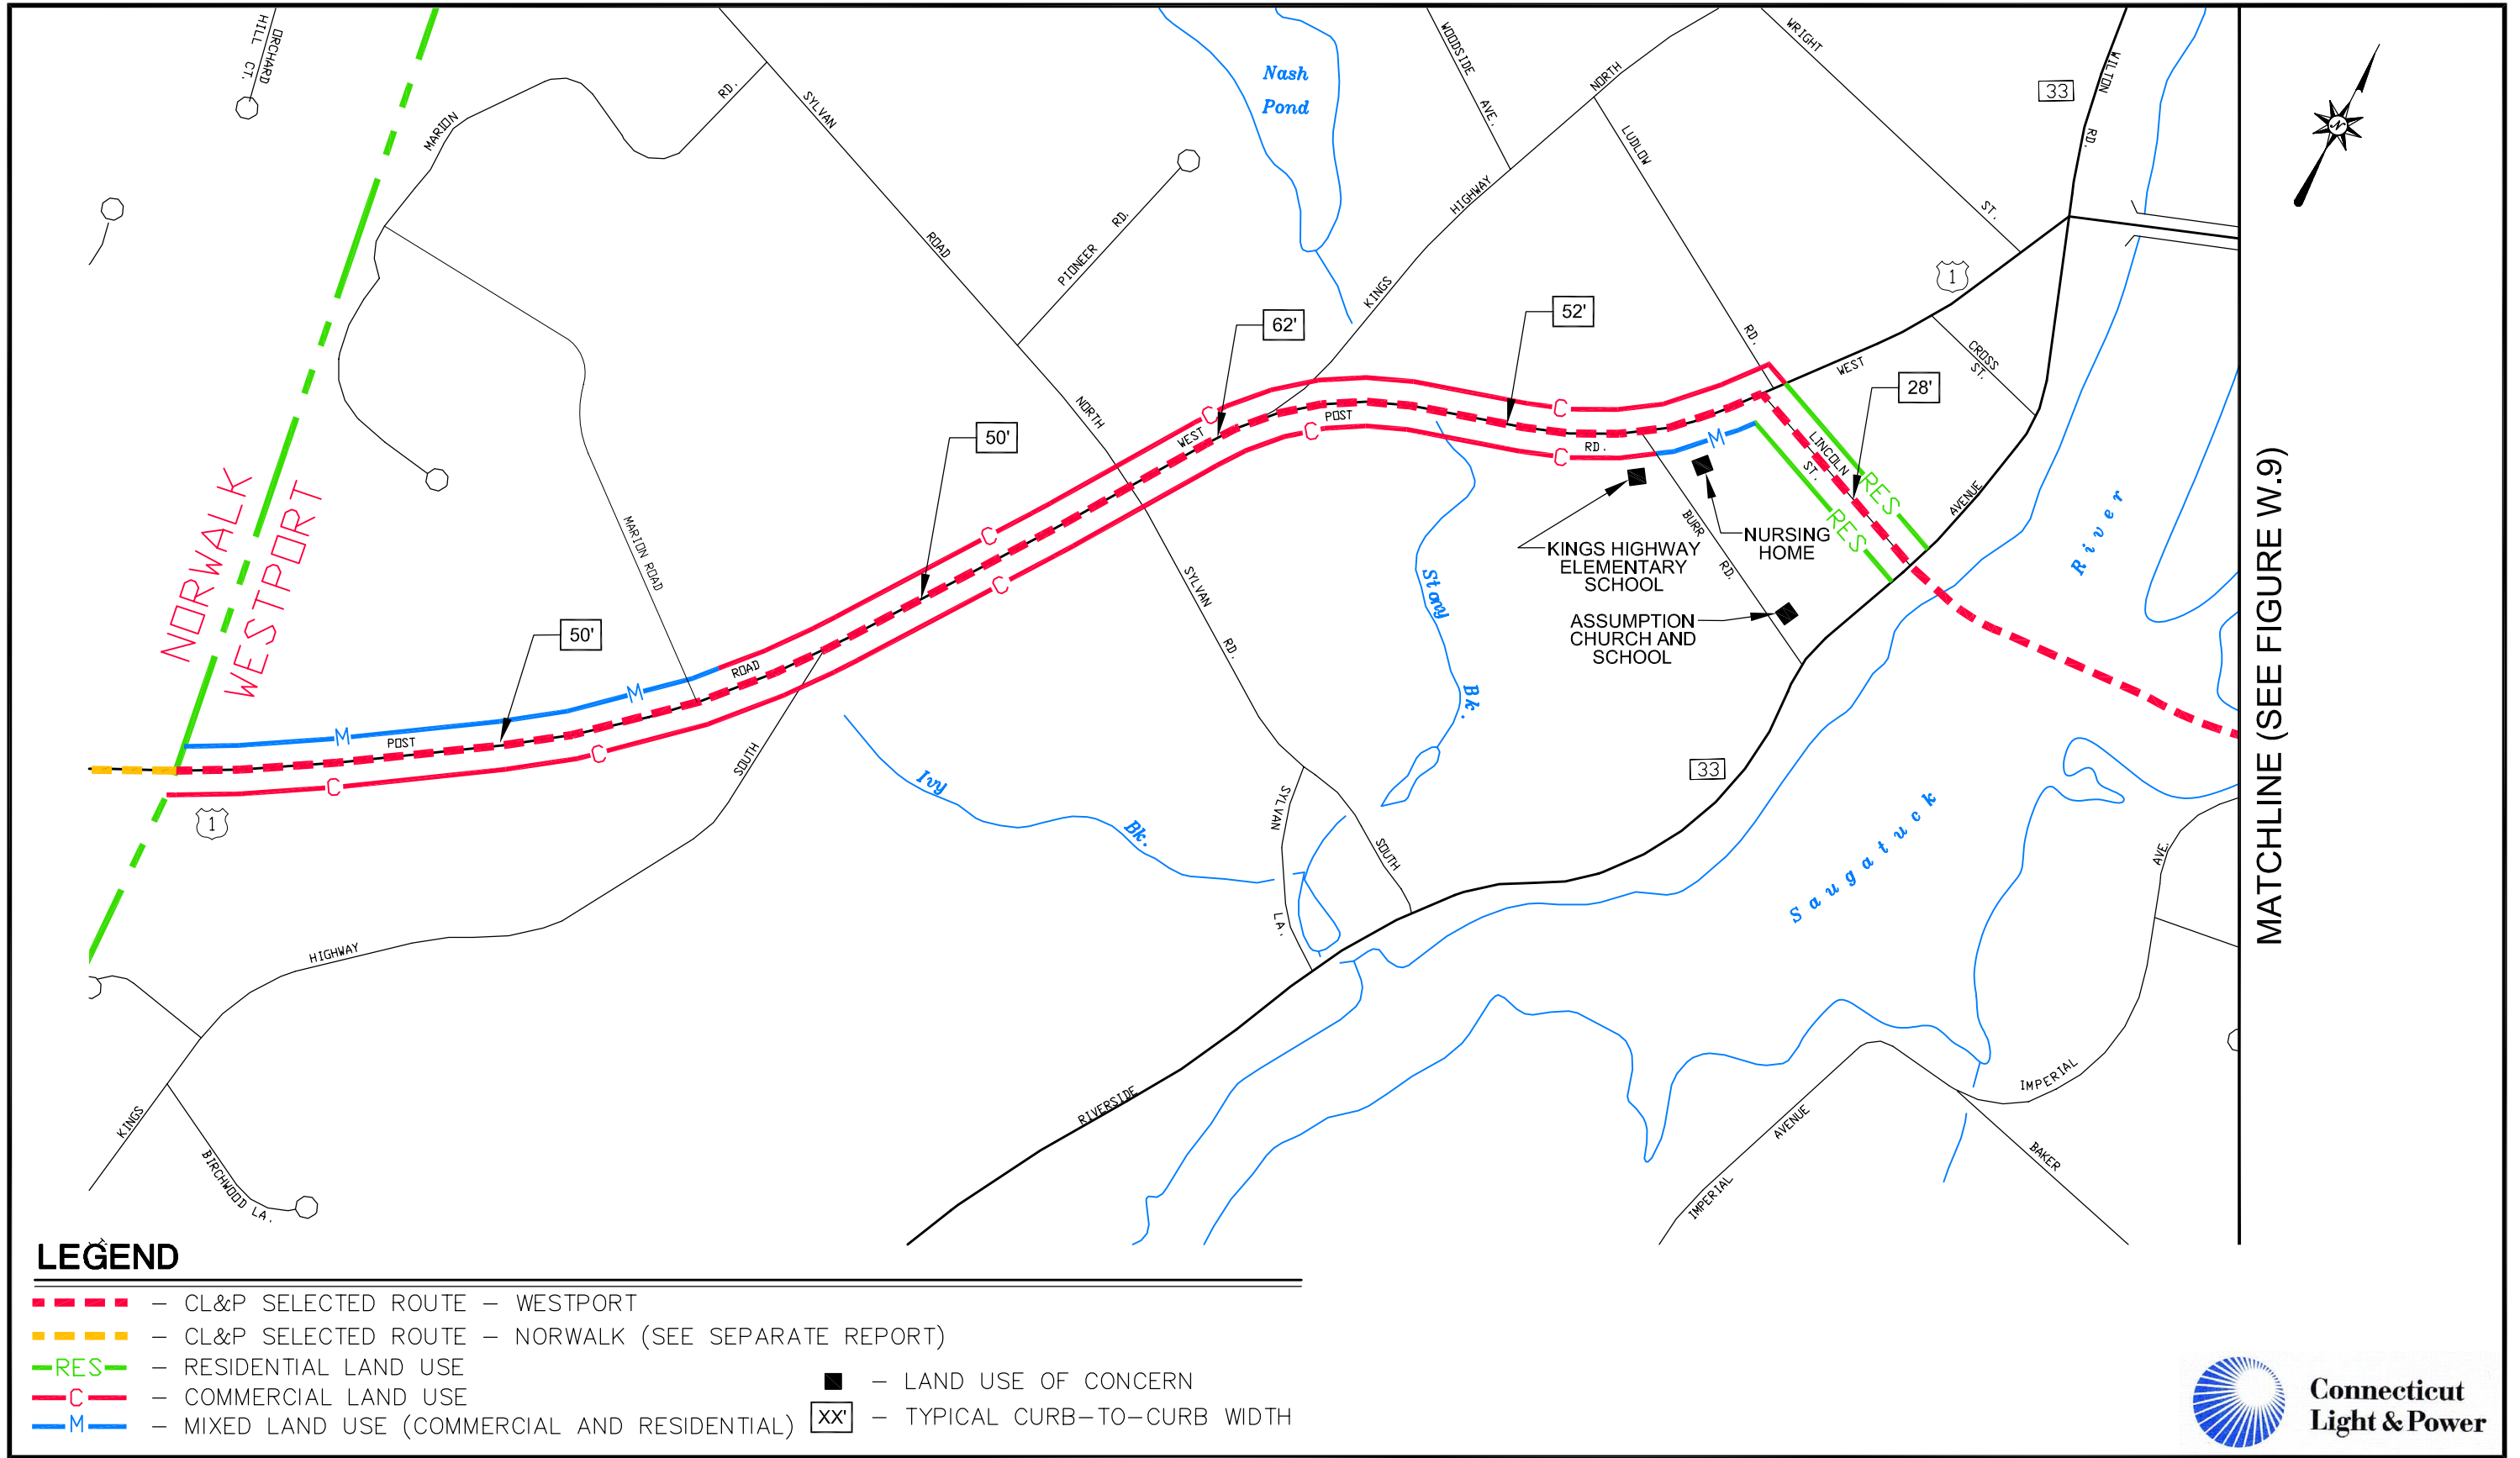 ORCHARD
HILL CT.
MARION
RD.
SYLVAN
ROAD
PIONEER
RD.
Nash
Pond
WOODSIDE
AVE.
NORTH
HIGHWAY
KINGS
LUDLOW
RD.
WRIGHT
ST.
33
WILTON
RD.
N
1
WEST
CROSS
ST.
62'
52'
28'
50'
50'
NORTH
C
C
C
C
WEST
POST
RD.
C
C
M
LINCOLN
ST.
RES
RES
AVENUE
River
NORWALK
WESTPORT
MARION ROAD
SYLVAN
RD.
Stony
Bk.
BURR
RD.
KINGS HIGHWAY
ELEMENTARY
SCHOOL
NURSING
HOME
ASSUMPTION
CHURCH AND
SCHOOL
M
M
POST
ROAD
C
C
1
SOUTH
Ivy
Bk.
SYLVAN
LA.
SOUTH
33
Saugatuck
AVE.
HIGHWAY
KINGS
BIRCHWOOD LA.
RIVERSIDE
IMPERIAL
AVENUE
IMPERIAL
BAKER
MATCHLINE (SEE FIGURE W.9)
LEGEND
– CL&P SELECTED ROUTE – WESTPORT
– CL&P SELECTED ROUTE – NORWALK (SEE SEPARATE REPORT)
RES – RESIDENTIAL LAND USE
C – COMMERCIAL LAND USE
M – MIXED LAND USE (COMMERCIAL AND RESIDENTIAL)
– LAND USE OF CONCERN
XX' – TYPICAL CURB-TO-CURB WIDTH
Connecticut
Light & Power